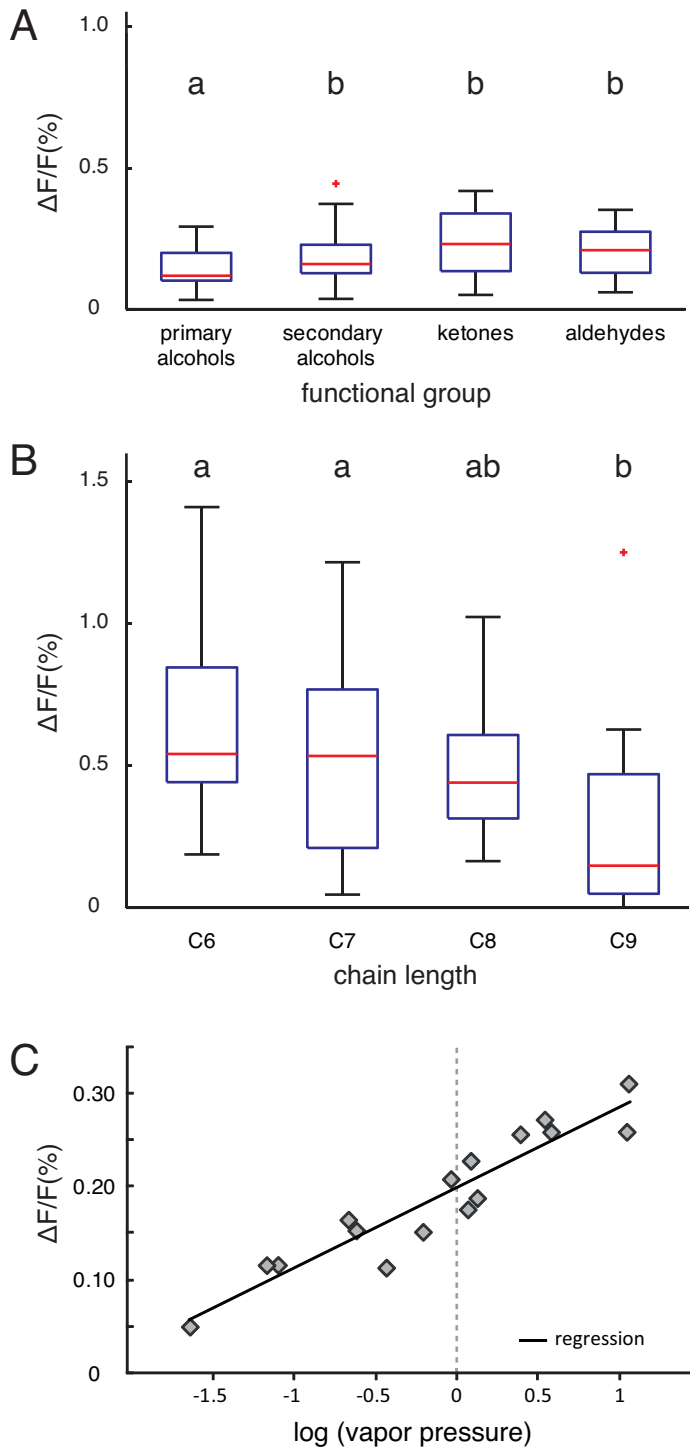 A
1.0
a b b b
ΔF/F(%)
0.5
0
primary secondary ketones aldehydes
alcohols alcohols
functional group
B
a a ab b
1.5
ΔF/F(%)
1.0
0.5
0
C6 C7 C8 C9
chain length
C
0.30
ΔF/F(%)
0.20
0.10
regression
0
-1.5 -1 -0.5 0 0.5 1
log (vapor pressure)